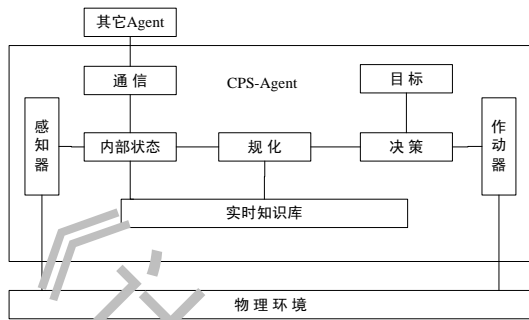 其它Agent
通 信
CPS-Agent
目 标
感知器
内部状态
规 化
决 策
作动器
实时知识库
物 理 环 境